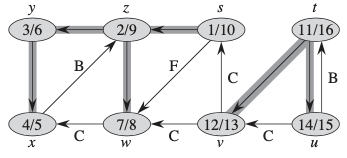 y z s t
3/6 2/9 1/10 11/16
B F C B
4/5 7/8 12/13 14/15
C C C
x w v u